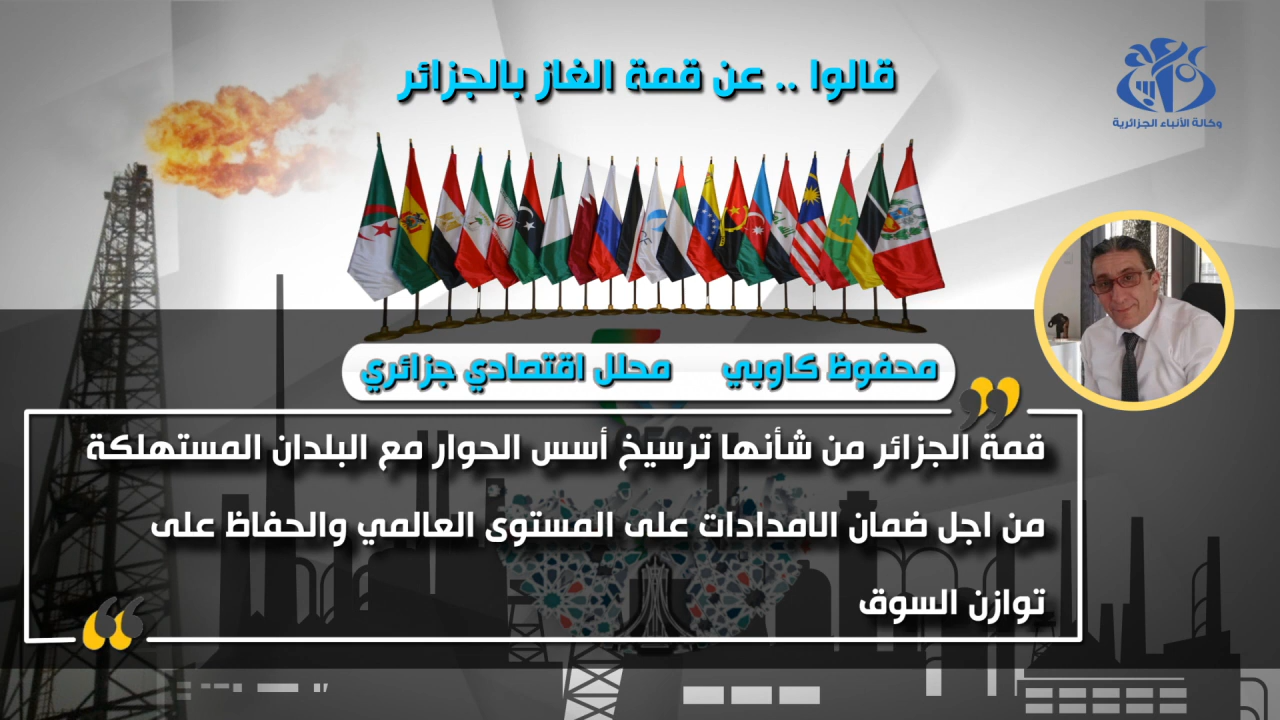 قالوا .. عن قمة الغاز بالجزائر
وكالة الأنباء الجزائرية
محفوظ كاوبي محلل اقتصادي جزائري
قمة الجزائر من شأنها ترسيخ أسس الحوار مع البلدان المستهلكة
من اجل ضمان الامدادات على المستوى العالمي والحفاظ على
توازن السوق